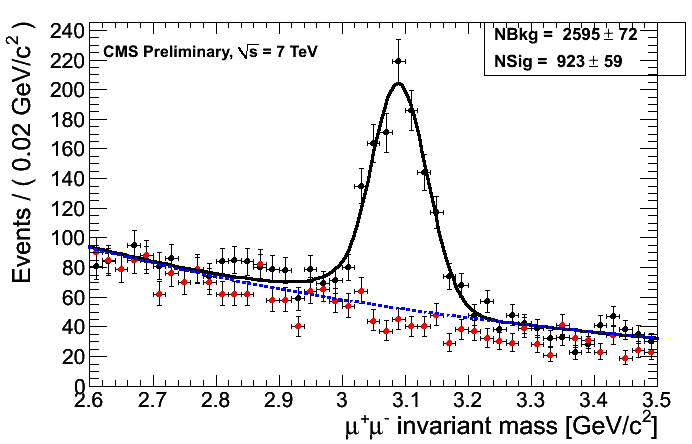 NBkg = 2595 ± 72
NSig = 923 ± 59
CMS Preliminary, √s = 7 TeV
Events / ( 0.02 GeV/c² )
240
220
200
180
160
140
120
100
80
60
40
20
0
2.6 2.7 2.8 2.9 3 3.1 3.2 3.3 3.4 3.5
μ⁺μ⁻ invariant mass [GeV/c²]